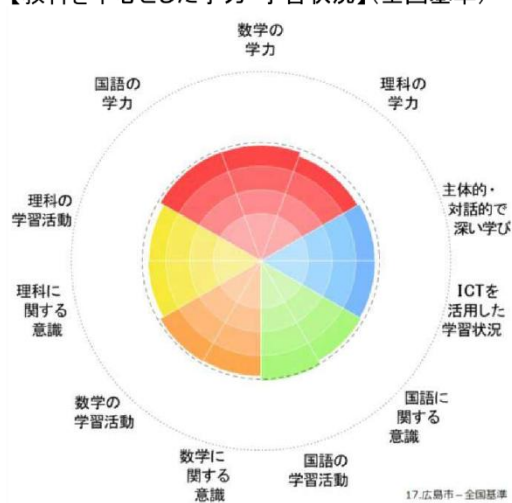 【教科を中心とした学力・学習状況】(全国基準)
数学の
学力
理科の
学力
主体的・
対話的で
深い学び
ICTを
活用した
学習状況
国語に
関する
意識
国語の
学習活動
数学に
関する
意識
数学の
学習活動
理科に
関する
意識
理科の
学習活動
国語の
学力
17.広島市－全国基準